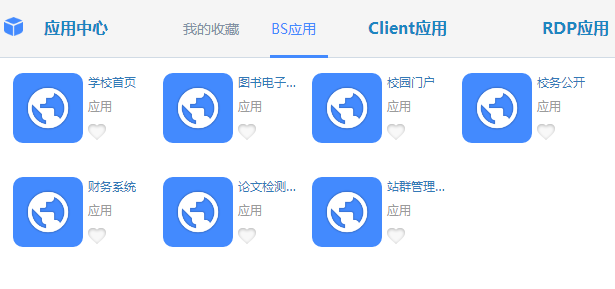 应用中心 我的收藏 BS应用 Client应用 RDP应用
学校首页 图书电子... 校园门户 校务公开
应用 应用 应用 应用
财务系统 论文检测... 站群管理...
应用 应用 应用